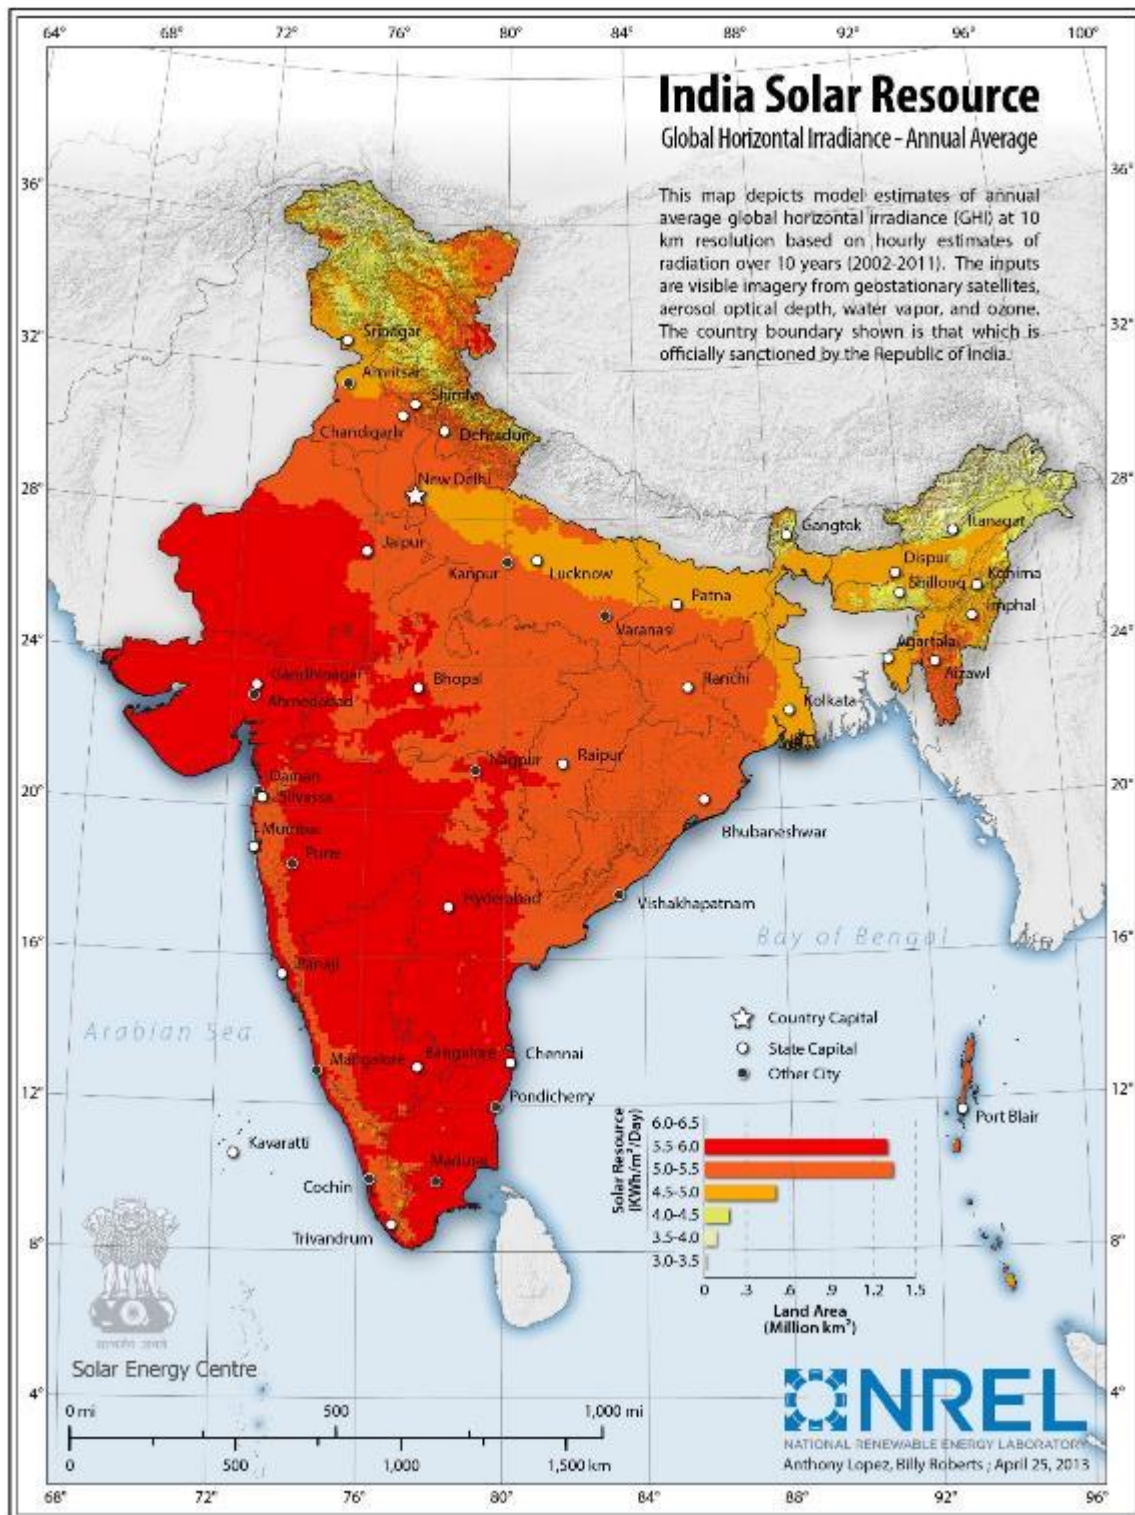 64° 68° 72° 76° 80° 84° 88° 92° 96° 100°
India Solar Resource
Global Horizontal Irradiance - Annual Average
This map depicts model estimates of annual
average global horizontal irradiance (GHI) at 10
km resolution based on hourly estimates of
radiation over 10 years (2002-2011). The inputs
are visible imagery from geostationary satellites,
aerosol optical depth, water vapor, and ozone.
The country boundary shown is that which is
officially sanctioned by the Republic of India.
36° 36°
32° 32°
Srinagar
Amritsar
Shimla
Chandigarh
Dehradun
New Delhi
28° 28°
Gangtok
Itanagar
Jaipur
Kanpur
Lucknow
Dispur
Shillong
Kohima
Patna
Imphal
Varanasi
24° 24°
Agartala
Aizawl
Gandhinagar
Bhopal
Ranchi
Ahmedabad
Kolkata
Nagpur
Raipur
Daman
20° 20°
Silvassa
Mumbai
Bhubaneshwar
Pune
Hyderabad
Vishakhapatnam
16° 16°
Bay of Bengal
Panaji
Arabian Sea
Country Capital
State Capital
Other City
Mangalore
Bangalore
Chennai
12° 12°
Pondicherry
Port Blair
Kavaratti
Madurai
Cochin
Trivandrum
8° 8°
Solar Resource
(KWh/m²/Day)
6.0-6.5
5.5-6.0
5.0-5.5
4.5-5.0
4.0-4.5
3.5-4.0
3.0-3.5
0 .3 .6 .9 1.2 1.5
Land Area
(Million km²)
Solar Energy Centre
4° 4°
0 mi 500 1,000 mi
0 500 1,000 1,500 km
NREL
NATIONAL RENEWABLE ENERGY LABORATORY
Anthony Lopez, Billy Roberts ; April 25, 2013
68° 72° 76° 80° 84° 88° 92° 96°